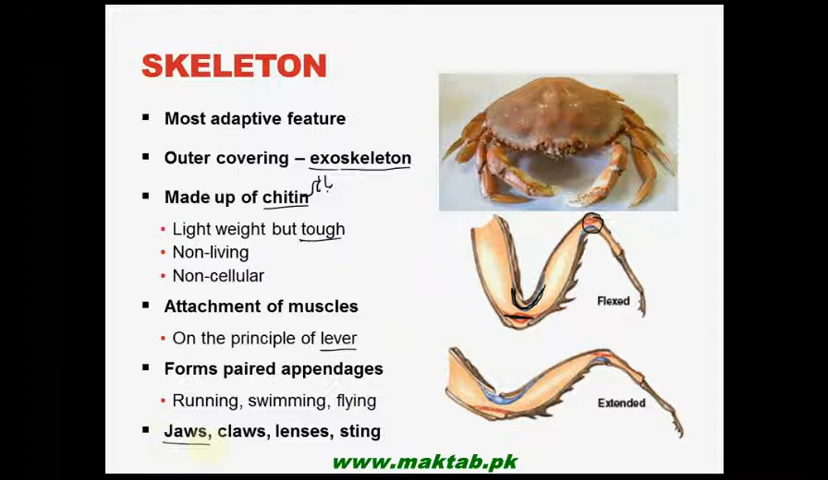 SKELETON
▪ Most adaptive feature
▪ Outer covering – exoskeleton
▪ Made up of chitin
• Light weight but tough
• Non-living
• Non-cellular
▪ Attachment of muscles
• On the principle of lever
▪ Forms paired appendages
• Running, swimming, flying
▪ Jaws, claws, lenses, sting
Flexed
Extended
www.maktab.pk